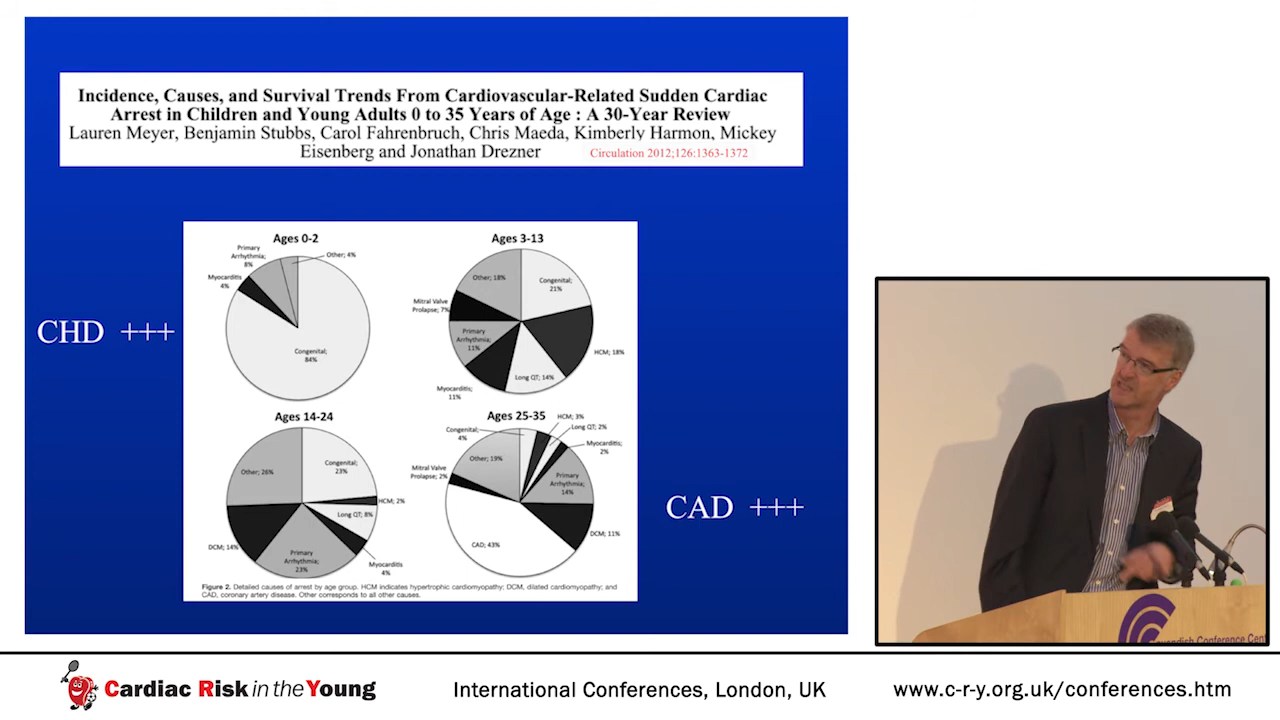 Incidence, Causes, and Survival Trends From Cardiovascular-Related Sudden Cardiac
Arrest in Children and Young Adults 0 to 35 Years of Age : A 30-Year Review
Lauren Meyer, Benjamin Stubbs, Carol Fahrenbruch, Chris Maeda, Kimberly Harmon, Mickey
Eisenberg and Jonathan Drezner
Circulation 2012;126:1363-1372
CHD +++
Ages 0-2
Primary
Arrhythmia;
8%
Other; 4%
Myocarditis
4%
Congenital;
84%
Ages 3-13
Other; 18%
Congenital;
21%
Mitral Valve
Prolapse; 7%
Primary
Arrhythmia;
11%
HCM; 18%
Myocarditis;
11%
Long QT; 14%
Ages 14-24
Other; 26%
Congenital;
23%
HCM; 2%
Long QT; 8%
DCM; 14%
Primary
Arrhythmia;
23%
Myocarditis
4%
Ages 25-35
Congenital;
4%
HCM; 3%
Long QT; 2%
Myocarditis;
2%
Other; 19%
Mitral Valve
Prolapse; 2%
Primary
Arrhythmia;
14%
CAD; 43%
DCM; 11%
CAD +++
Figure 2. Detailed causes of arrest by age group. HCM indicates hypertrophic cardiomyopathy; DCM, dilated cardiomyopathy; and
CAD, coronary artery disease. Other corresponds to all other causes.
Cavendish Conference Cent
Cardiac Risk in the Young
International Conferences, London, UK
www.c-r-y.org.uk/conferences.htm